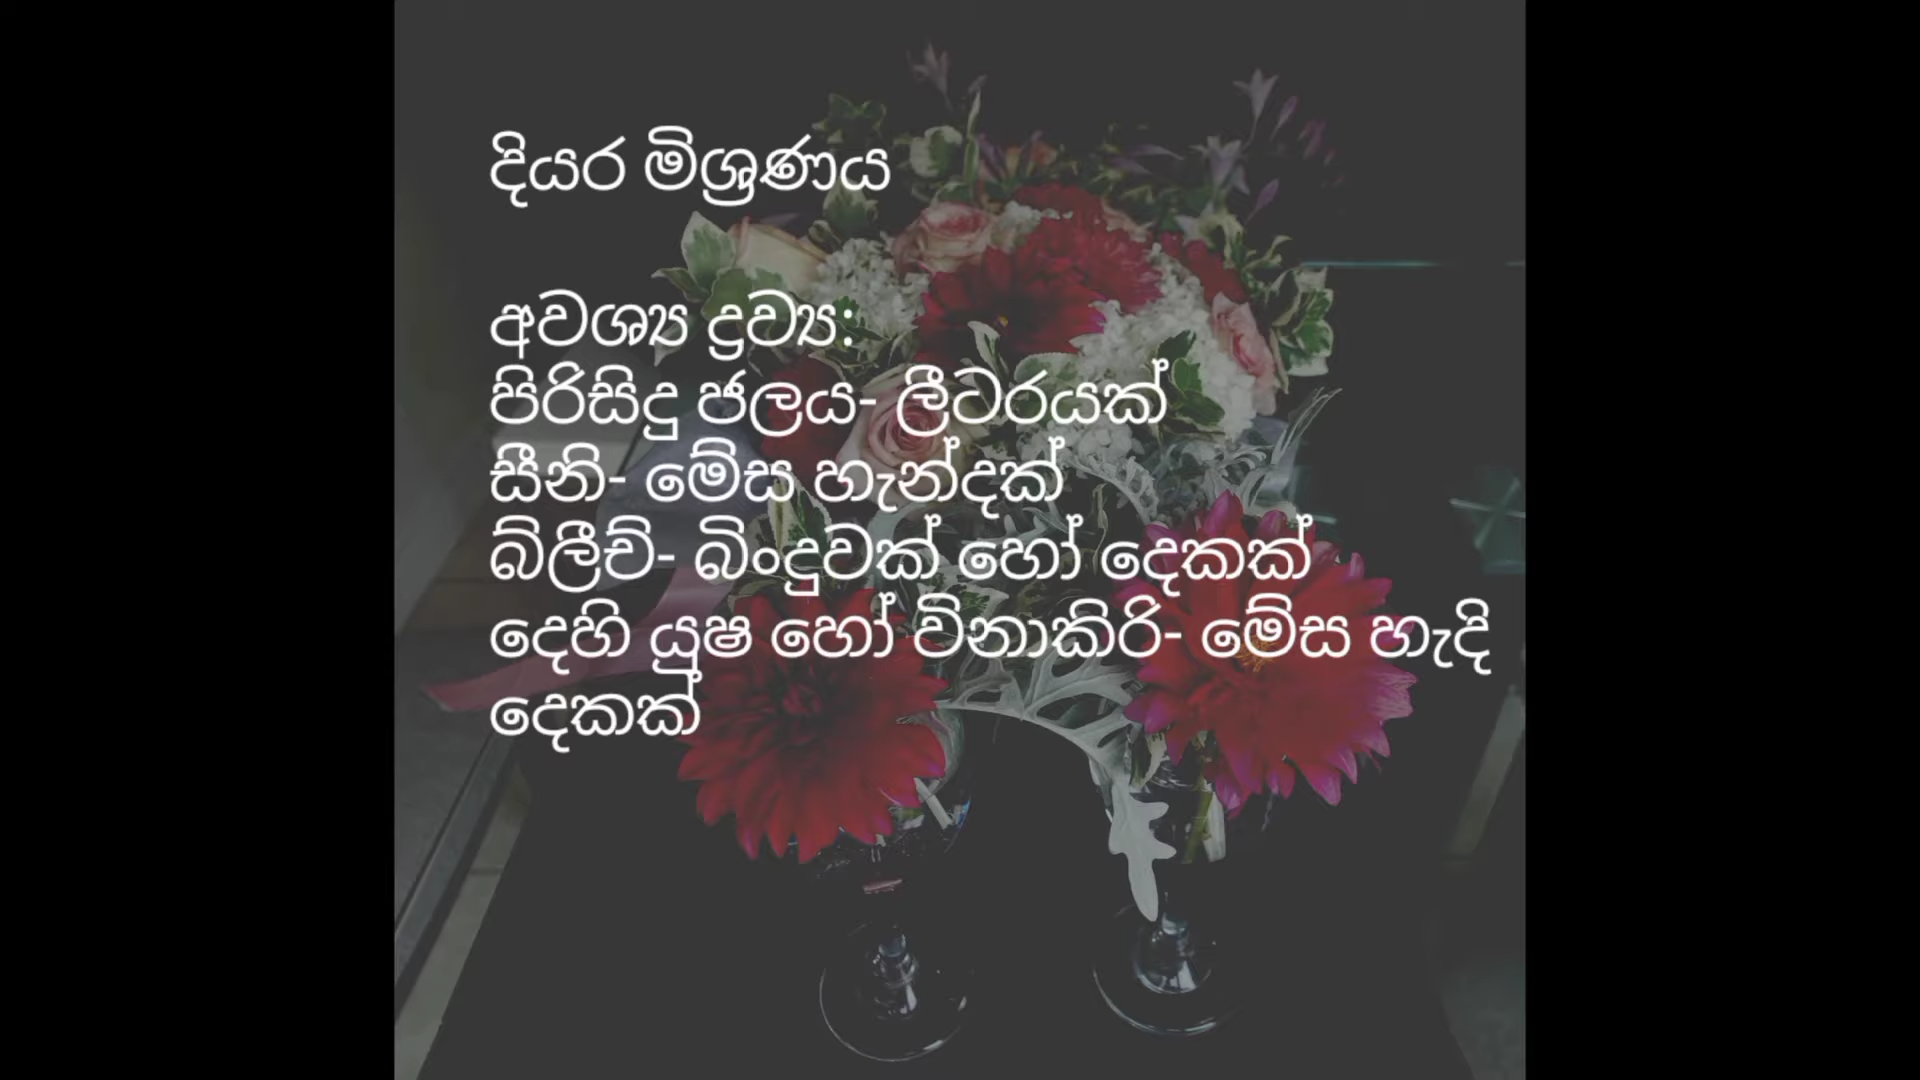 දියර මිශ්‍රණය
අවශ්‍ය ද්‍රව්‍ය:
පිරිසිදු ජලය- ලීටරයක්
සීනි- මේස හැන්දක්
බ්ලීච්- බිංදුවක් හෝ දෙකක්
දෙහි යුෂ හෝ විනාකිරි- මේස හැදි
දෙකක්